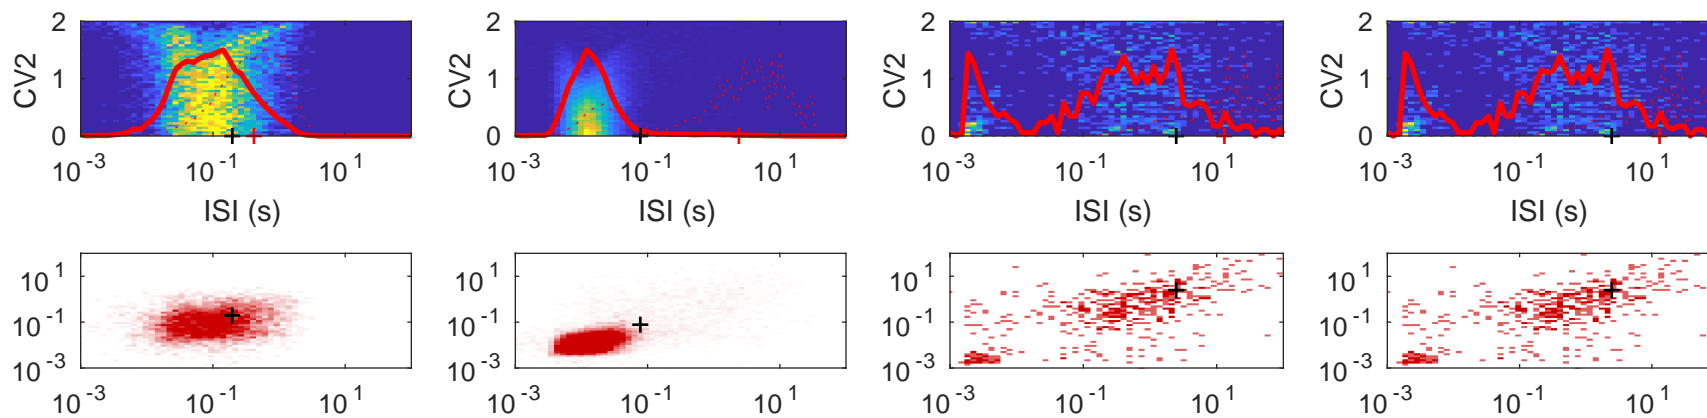 2 2 2 2
CV2 CV2 CV2 CV2
1 1 1 1
0 0 0 0
10^-3 10^-1 10^1 10^-3 10^-1 10^1 10^-3 10^-1 10^1 10^-3 10^-1 10^1
ISI (s) ISI (s) ISI (s) ISI (s)
10^1 10^1 10^1 10^1
10^-1 10^-1 10^-1 10^-1
10^-3 10^-3 10^-3 10^-3
10^-3 10^-1 10^1 10^-3 10^-1 10^1 10^-3 10^-1 10^1 10^-3 10^-1 10^1